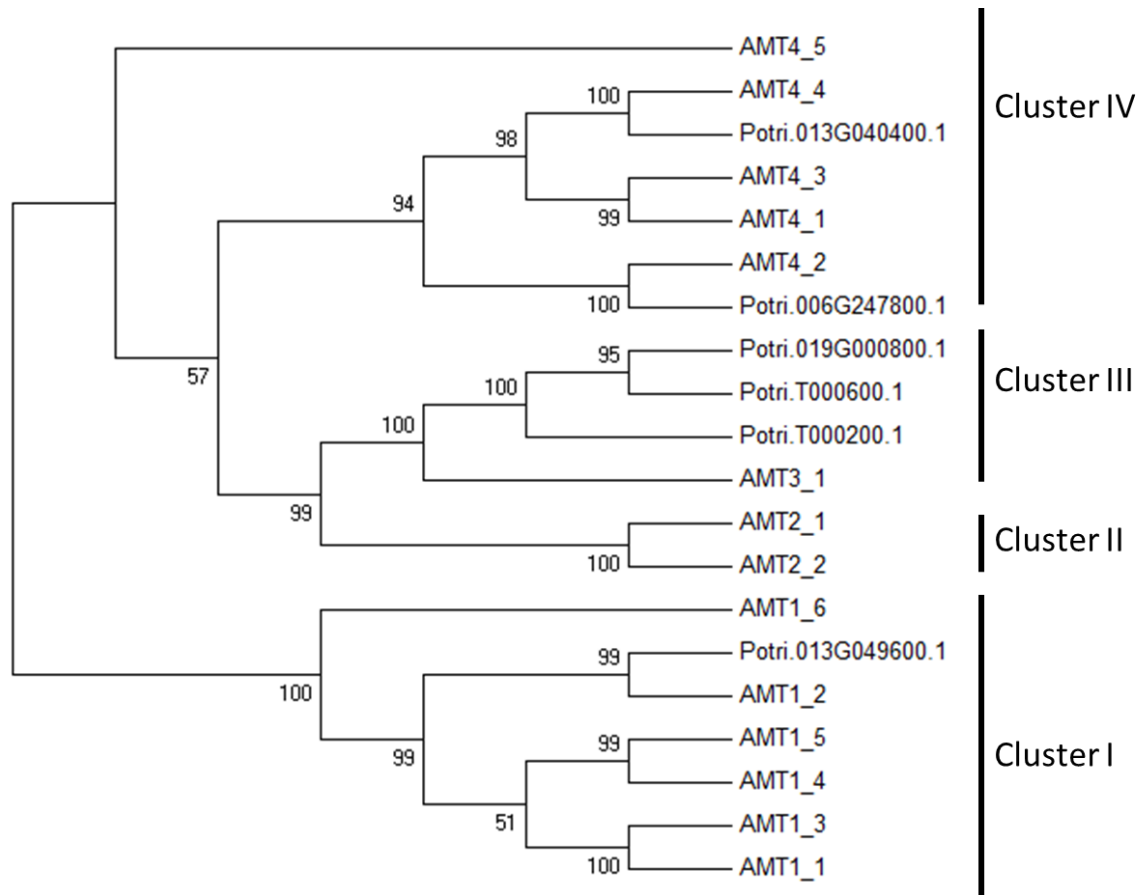 AMT4_5
AMT4_4
100
Cluster IV
Potri.013G040400.1
98
AMT4_3
94
AMT4_1
99
AMT4_2
100
Potri.006G247800.1
Potri.019G000800.1
95
57
Cluster III
100
Potri.T000600.1
100
Potri.T000200.1
AMT3_1
99
AMT2_1
Cluster II
100
AMT2_2
AMT1_6
99
Potri.013G049600.1
100
AMT1_2
99
AMT1_5
99
Cluster I
AMT1_4
51
AMT1_3
100
AMT1_1